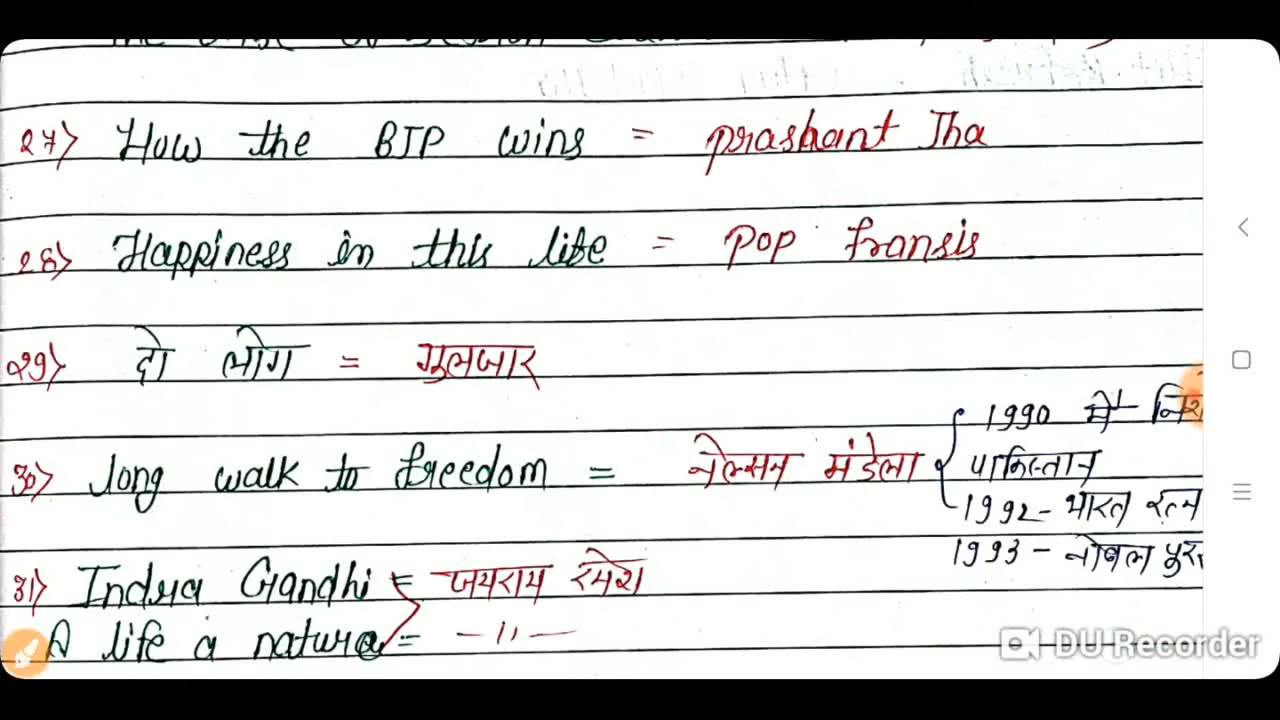 27) How the BJP wins = prashant Jha
28) Happiness in this life = pop fransis
29) दो लोग = गुलजार
30) long walk to freedom = नेल्सन मंडेला
1990 में
पाकिस्तान
1992 - भारत रत्न
1993 - नोबल
31) Indra Gandhi = जयराम रमेश
A life a nature = -11-
DU Recorder